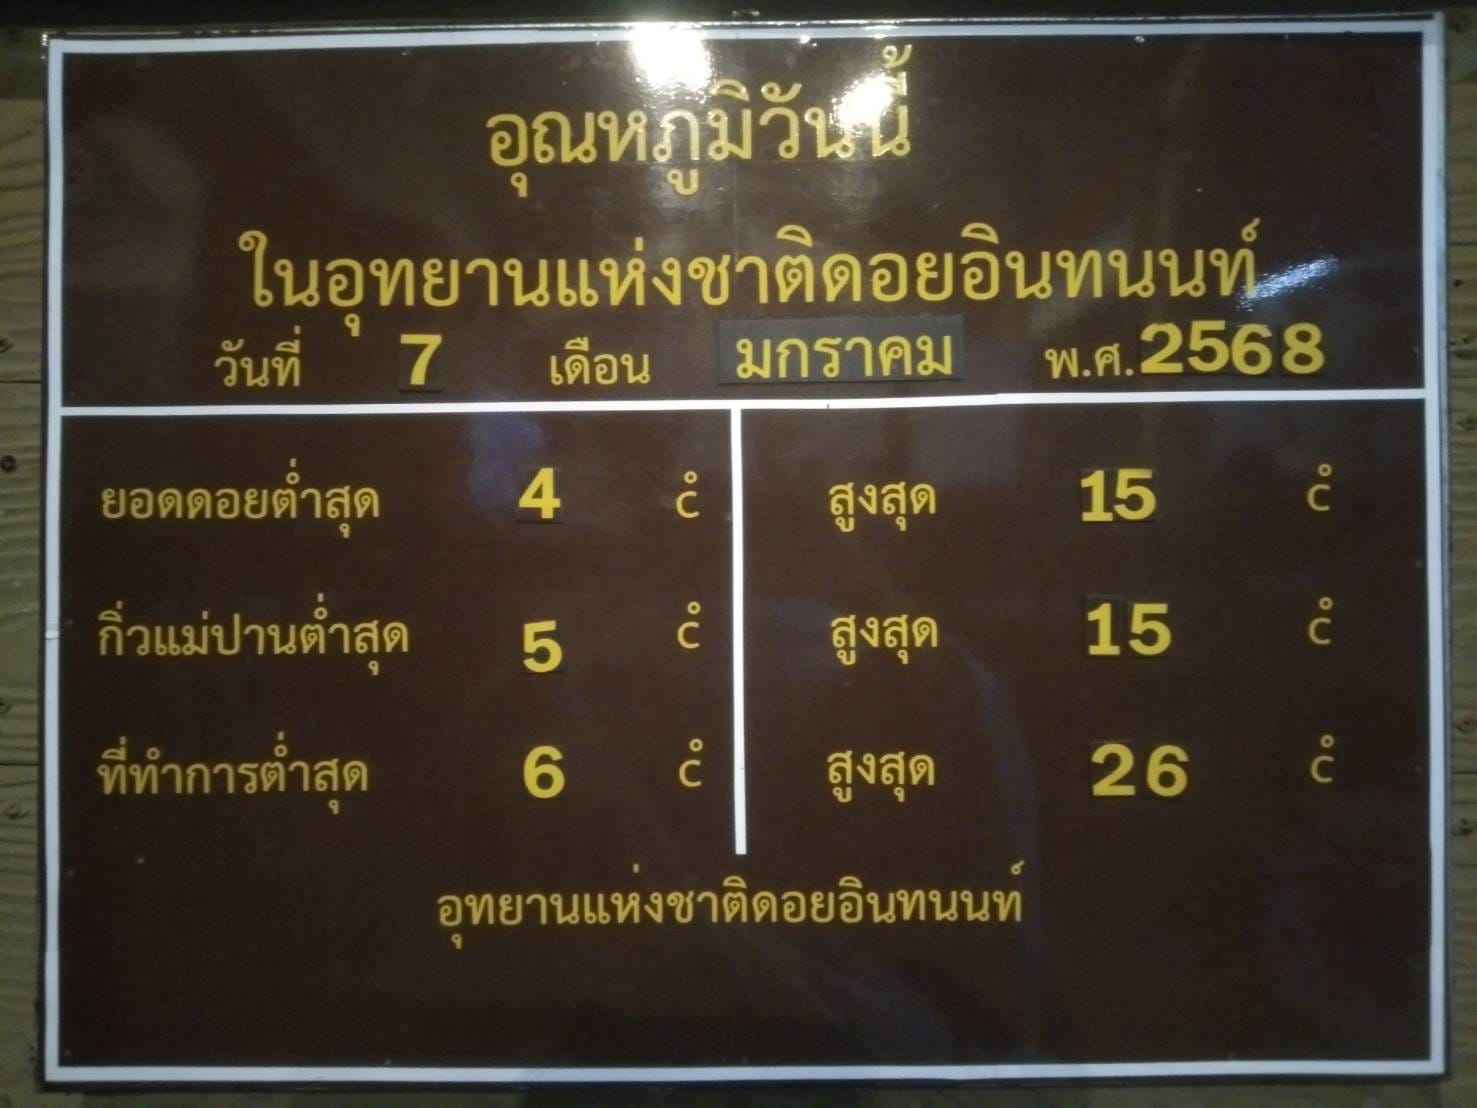 อุณหภูมิวันนี้
ในอุทยานแห่งชาติดอยอินทนนท์
วันที่ 7 เดือน มกราคม พ.ศ. 2568
ยอดดอยต่ำสุด 4 C° สูงสุด 15 C°
กิ่วแม่ปานต่ำสุด 5 C° สูงสุด 15 C°
ที่ทำการต่ำสุด 6 C° สูงสุด 26 C°
อุทยานแห่งชาติดอยอินทนนท์